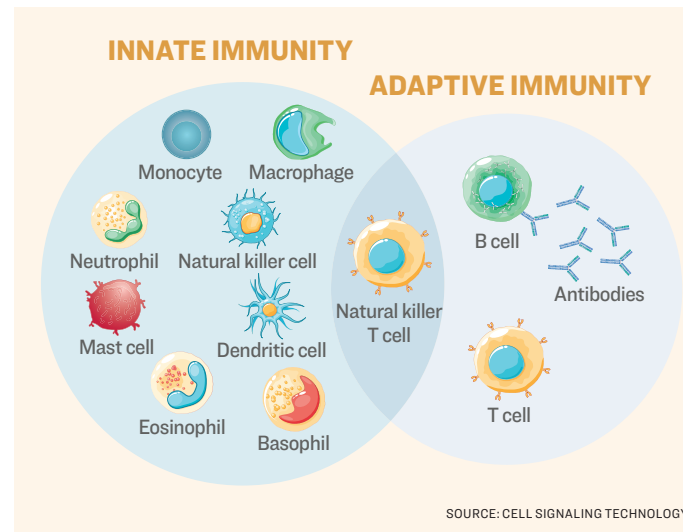 INNATE IMMUNITY
ADAPTIVE IMMUNITY
Monocyte
Macrophage
Neutrophil
Natural killer cell
Mast cell
Dendritic cell
Eosinophil
Basophil
Natural killer
T cell
B cell
Antibodies
T cell
SOURCE: CELL SIGNALING TECHNOLOGY